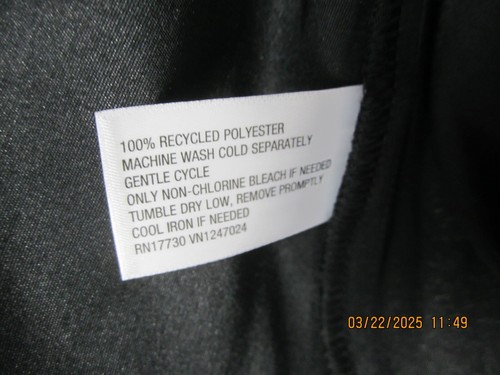 100% RECYCLED POLYESTER
MACHINE WASH COLD SEPARATELY
GENTLE CYCLE
ONLY NON-CHLORINE BLEACH IF NEEDED
TUMBLE DRY LOW, REMOVE PROMPTLY
COOL IRON IF NEEDED
RN17730 VN1247024
03/22/2025 11:49